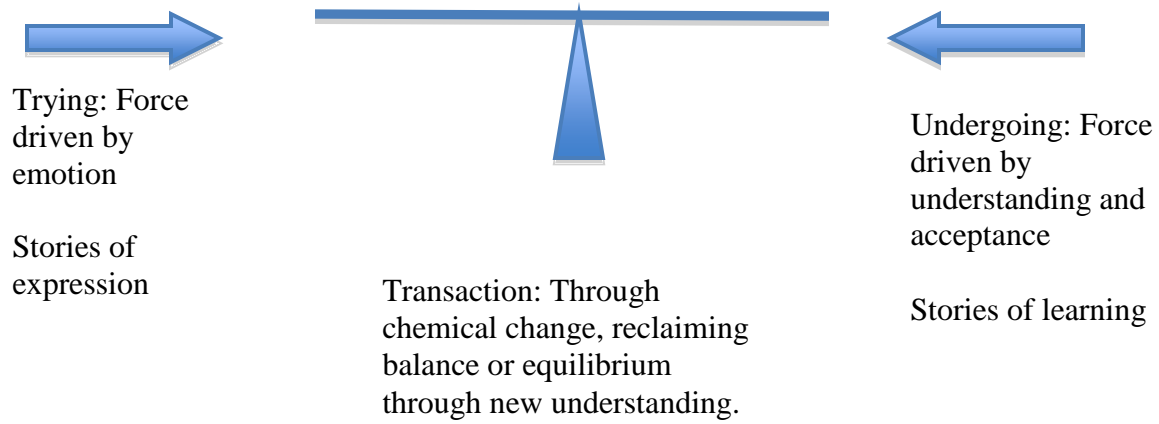 Trying: Force
driven by
emotion
Stories of
expression
Transaction: Through
chemical change, reclaiming
balance or equilibrium
through new understanding.
Undergoing: Force
driven by
understanding and
acceptance
Stories of learning